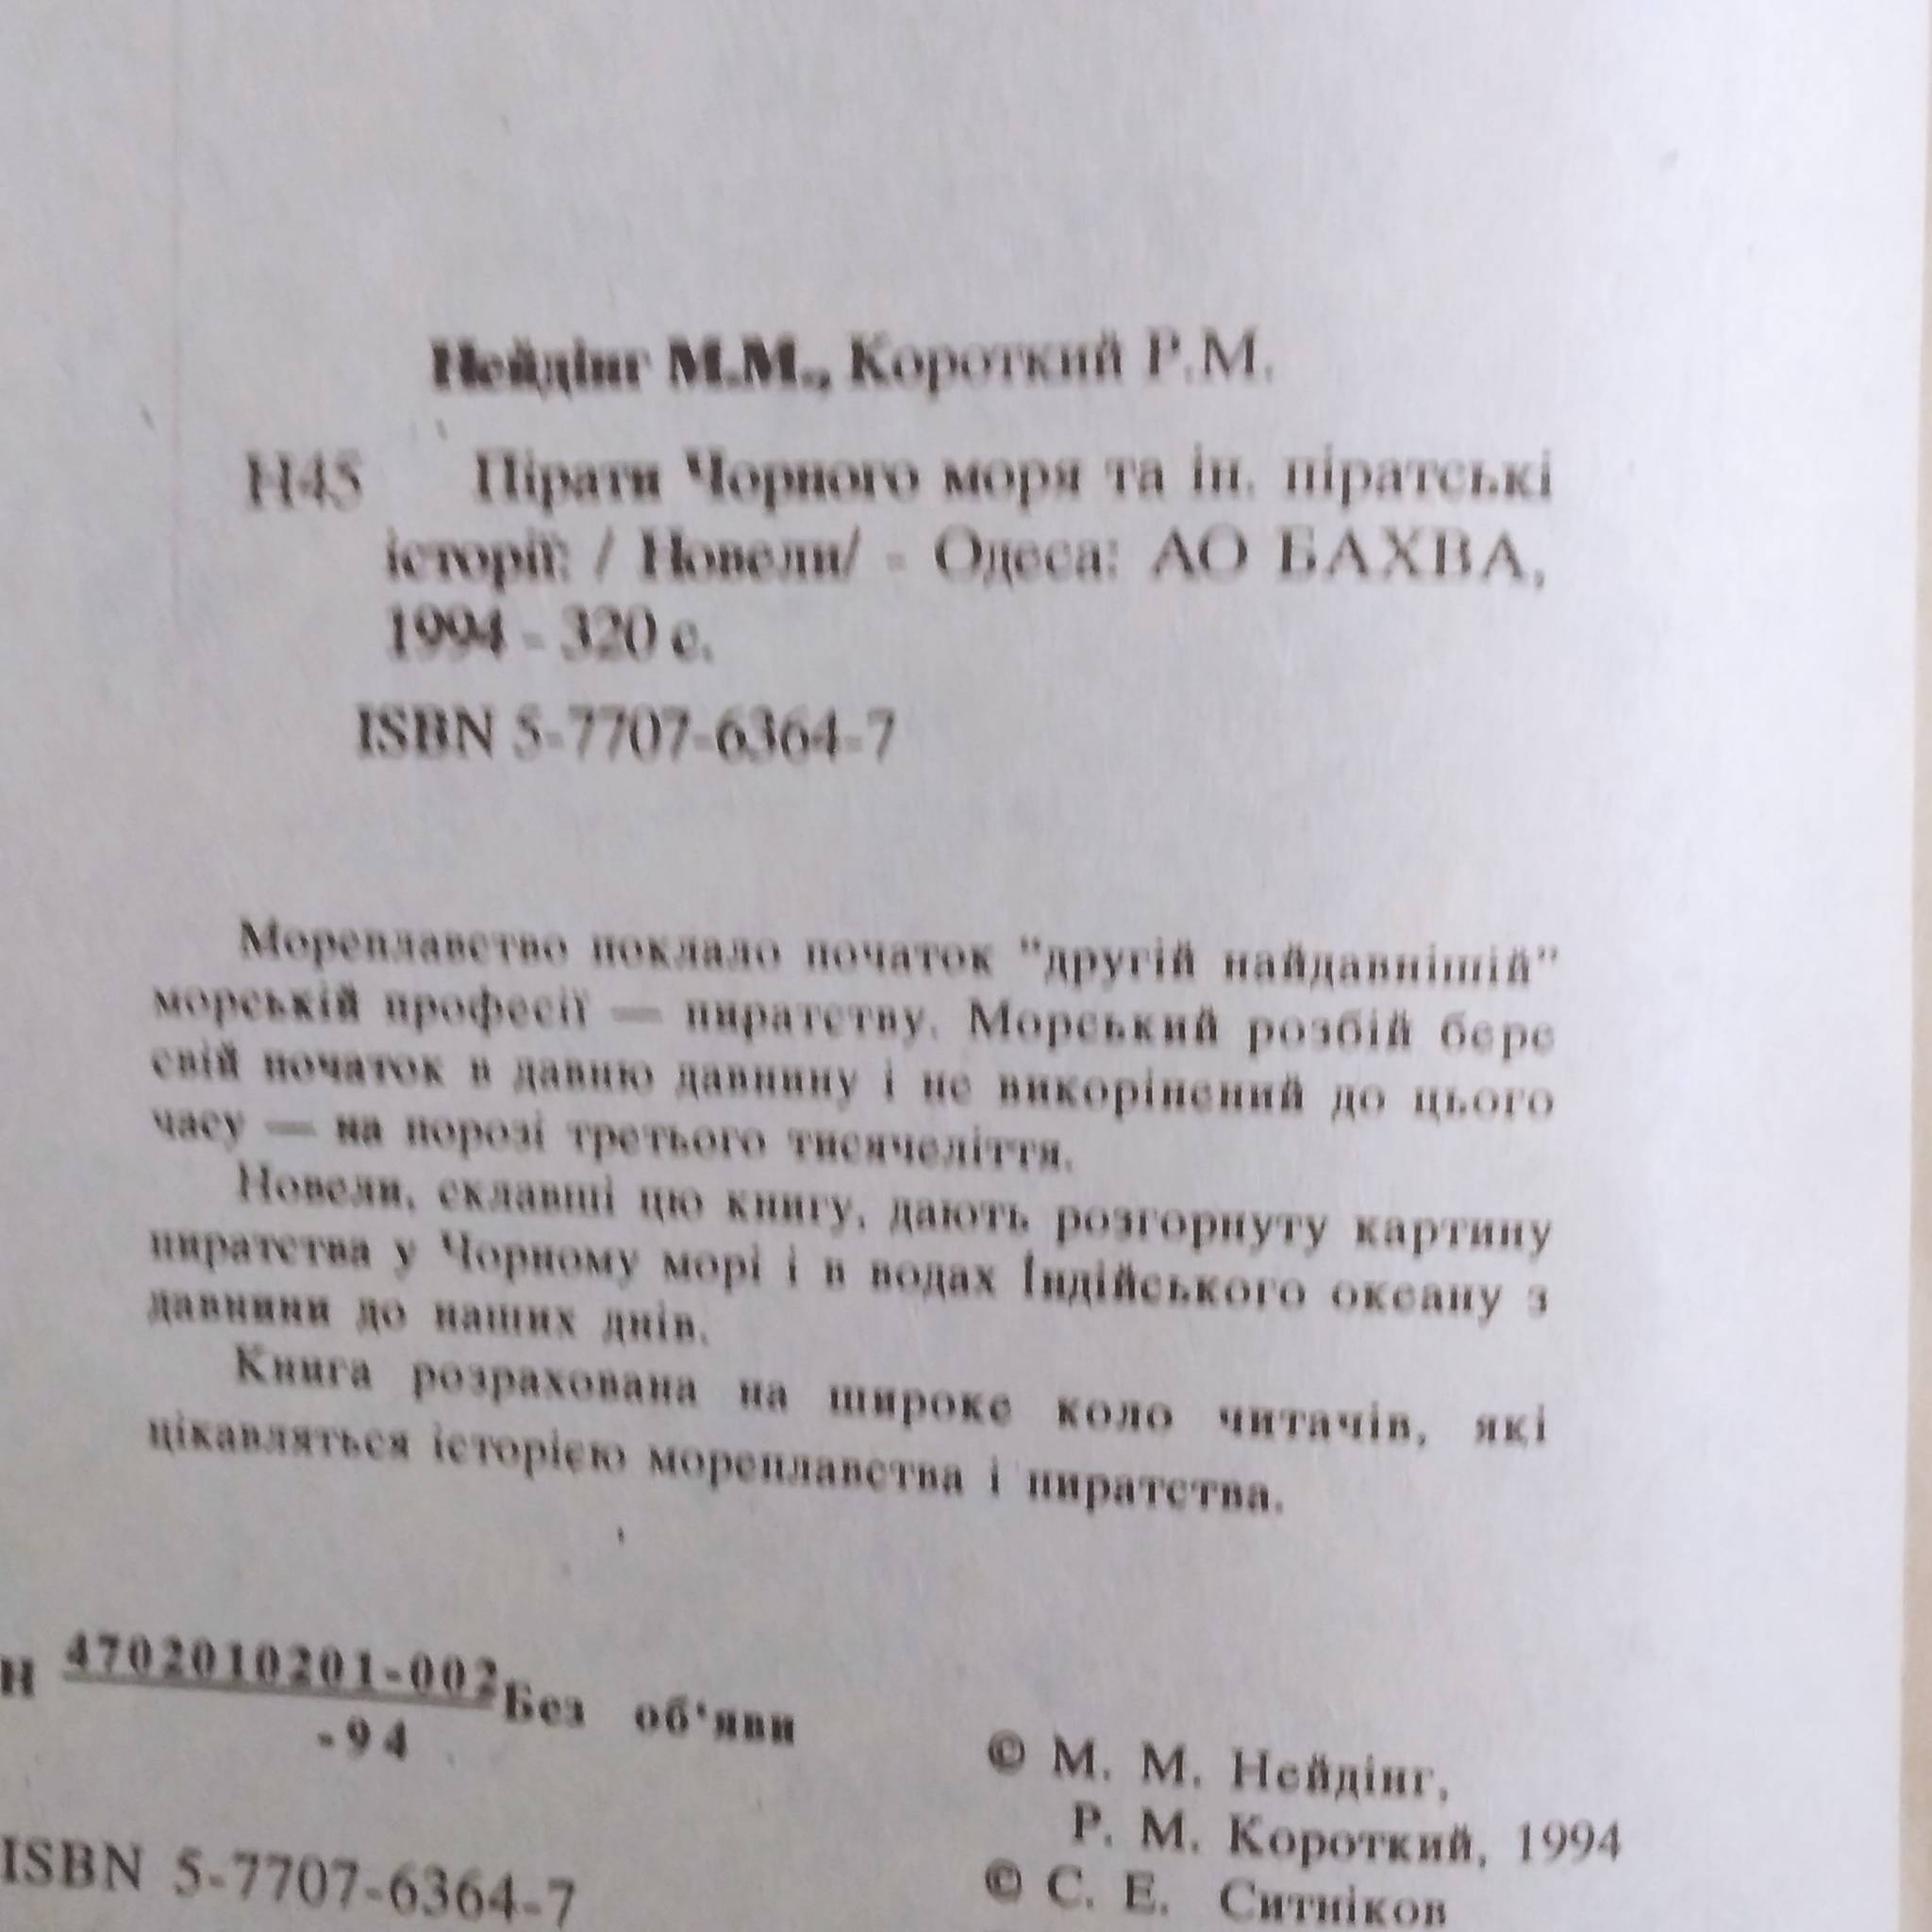 Нейдінг М.М., Короткий Р.М.
Н45 Пірати Чорного моря та ін. піратські
історії: / Новели/ - Одеса: АО БАХВА,
1994 - 320 с.
ISBN 5-7707-6364-7
Мореплавство поклало початок "другій найдавнішій"
морській професії — пиратству. Морський розбій бере
свій початок в давню давнину і не викорінений до цього
часу — на порозі третього тисячеліття.
Новели, склавші цю книгу, дають розгорнуту картину
пиратства у Чорному морі і в водах Індійського океану з
давнини до наших днів.
Книга розрахована на широке коло читачів, які
цікавляться історією мореплавства і пиратства.
Н 4702010201-002 Без об'яви
-94
© М. М. Нейдінг,
Р. М. Короткий, 1994
ISBN 5-7707-6364-7
© С. Е. Ситніков